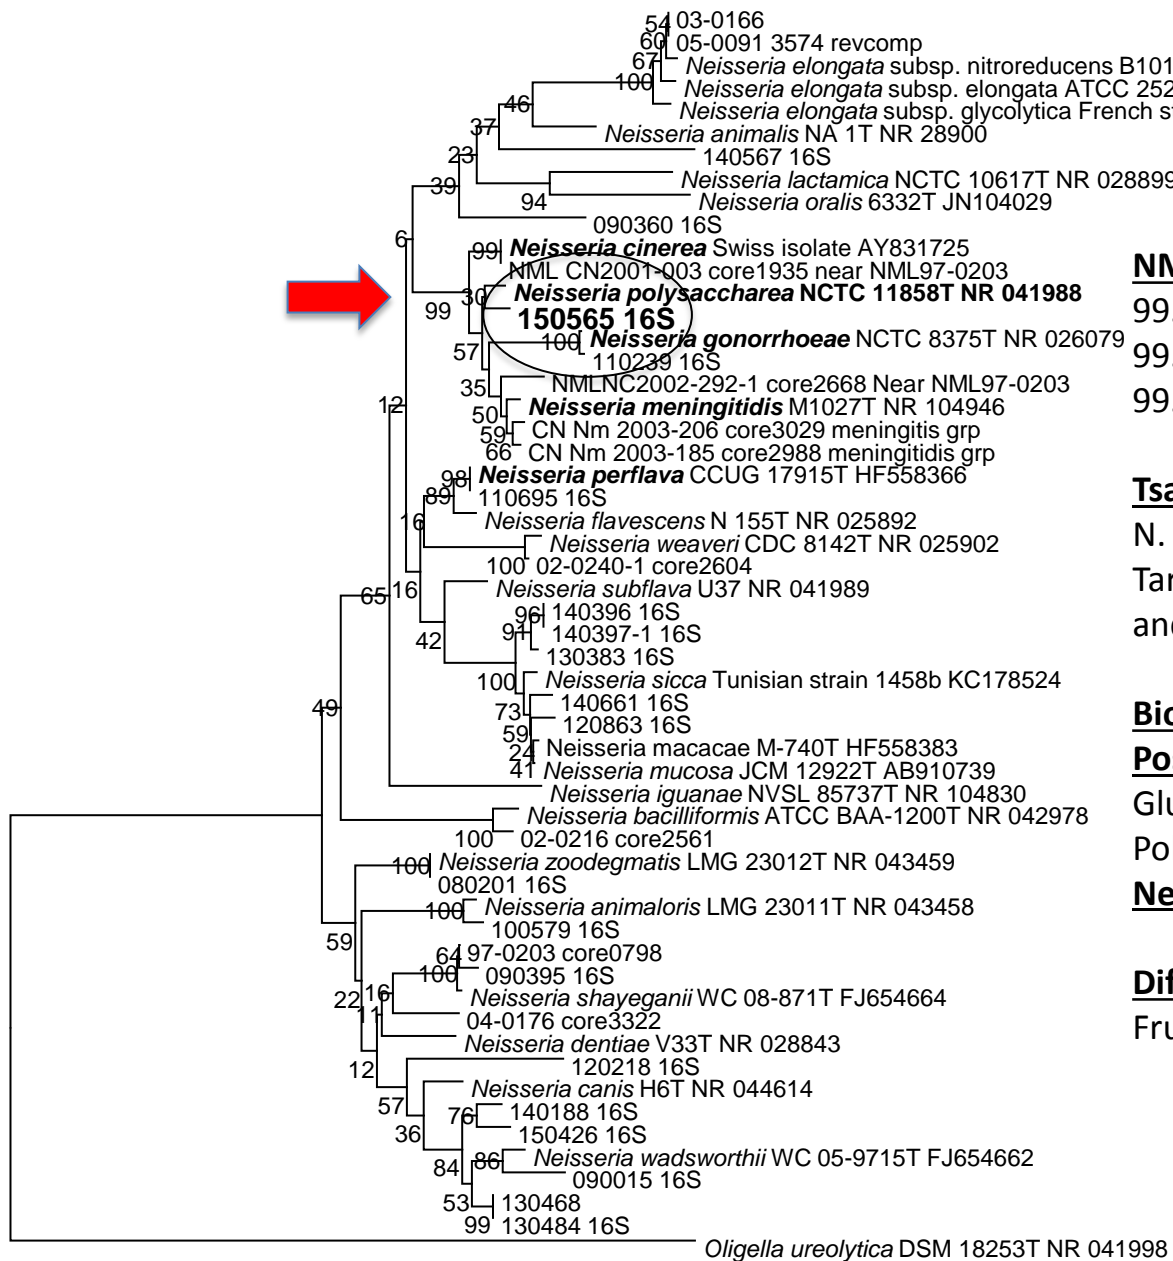 54 03-0166
60 05-0091 3574 revcomp
67 Neisseria elongata subsp. nitroreducens B101
100 Neisseria elongata subsp. elongata ATCC 252
Neisseria elongata subsp. glycolytica French s
46
37 Neisseria animalis NA 1T NR 28900
23 140567 16S
39 Neisseria lactamica NCTC 10617T NR 028899
94 Neisseria oralis 6332T JN104029
090360 16S
6 99 Neisseria cinerea Swiss isolate AY831725
NML CN2001-003 core1935 near NML97-0203
99 30 Neisseria polysaccharea NCTC 11858T NR 041988
150565 16S
57 100 Neisseria gonorrhoeae NCTC 8375T NR 026079
110239 16S
35 NMLNC2002-292-1 core2668 Near NML97-0203
12 50 Neisseria meningitidis M1027T NR 104946
59 CN Nm 2003-206 core3029 meningitis grp
66 CN Nm 2003-185 core2988 meningitidis grp
98 Neisseria perflava CCUG 17915T HF558366
89 110695 16S
16 Neisseria flavescens N 155T NR 025892
Neisseria weaveri CDC 8142T NR 025902
100 02-0240-1 core2604
65 16 Neisseria subflava U37 NR 041989
96 140396 16S
42 91 140397-1 16S
130383 16S
100 Neisseria sicca Tunisian strain 1458b KC178524
73 140661 16S
49 59 120863 16S
24 Neisseria macacae M-740T HF558383
41 Neisseria mucosa JCM 12922T AB910739
Neisseria iguanae NVSL 85737T NR 104830
Neisseria bacilliformis ATCC BAA-1200T NR 042978
100 02-0216 core2561
100 Neisseria zoodegmatis LMG 23012T NR 043459
080201 16S
100 Neisseria animaloris LMG 23011T NR 043458
100579 16S
59 64 97-0203 core0798
100 090395 16S
22 16 Neisseria shayeganii WC 08-871T FJ654664
11 04-0176 core3322
Neisseria dentiae V33T NR 028843
12 120218 16S
57 Neisseria canis H6T NR 044614
76 140188 16S
36 150426 16S
84 86 Neisseria wadsworthii WC 05-9715T FJ654662
090015 16S
53 130468
99 130484 16S
Oligella ureolytica DSM 18253T NR 041998
NM
99
99
99
Tsa
N.
Tar
and
Bio
Po
Glu
Po
Ne
Dif
Fru